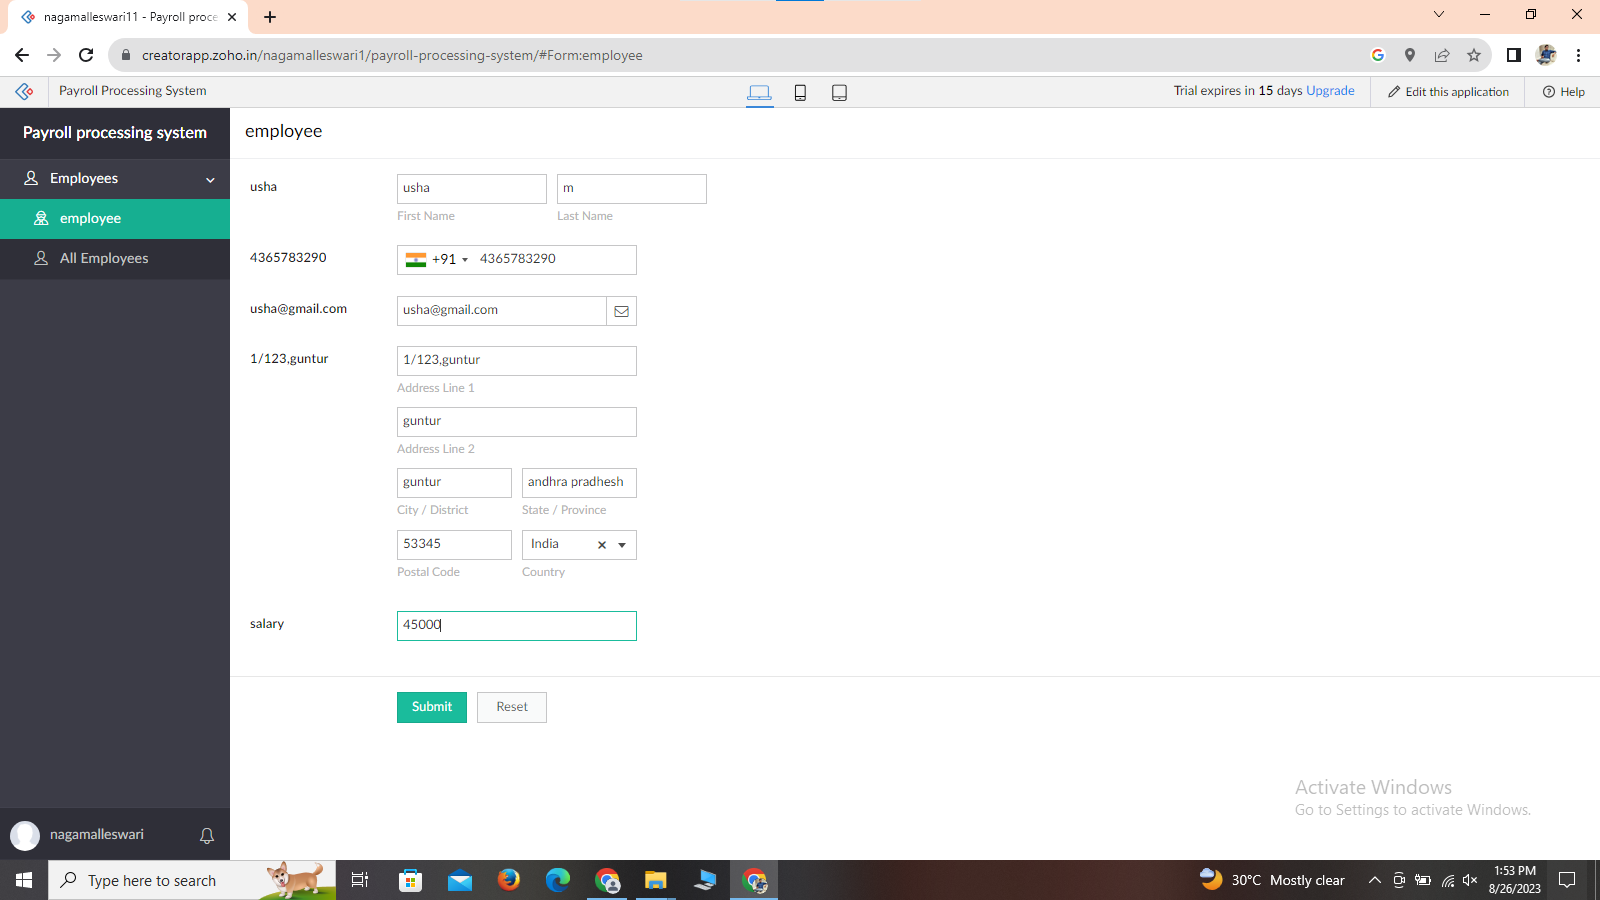 nagamalleswari11 - Payroll proce
creatorapp.zoho.in/nagamalleswari1/payroll-processing-system/#Form:employee
Payroll Processing System
Trial expires in 15 days Upgrade
Edit this application
Help
Payroll processing system
Employees
employee
All Employees
employee
usha
usha
m
First Name
Last Name
4365783290
+91
4365783290
usha@gmail.com
usha@gmail.com
1/123,guntur
1/123,guntur
Address Line 1
guntur
Address Line 2
guntur
andhra pradhesh
City / District
State / Province
53345
India
Postal Code
Country
salary
45000
Submit
Reset
Activate Windows
Go to Settings to activate Windows.
nagamalleswari
Type here to search
30°C Mostly clear
1:53 PM
8/26/2023